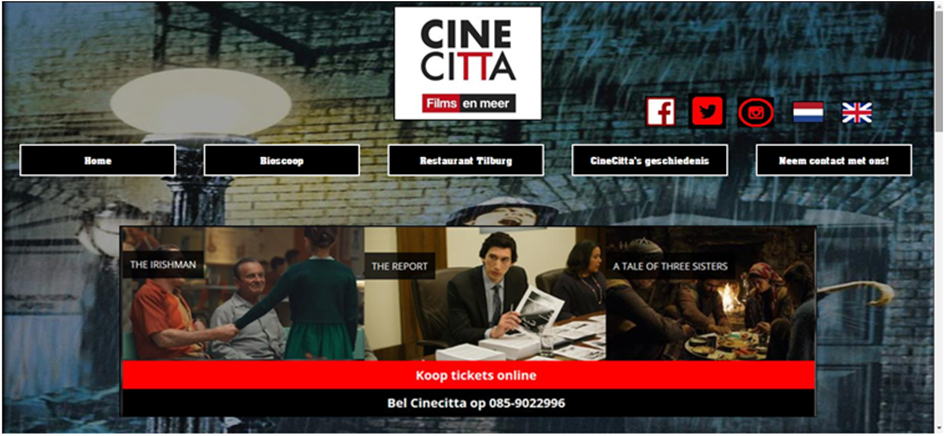 CINE
CITTA
Films en meer
Home
Bioscoop
Restaurant Tilburg
CineCitta's geschiedenis
Neem contact met ons!
THE IRISHMAN
THE REPORT
A TALE OF THREE SISTERS
Koop tickets online
Bel Cinecitta op 085-9022996